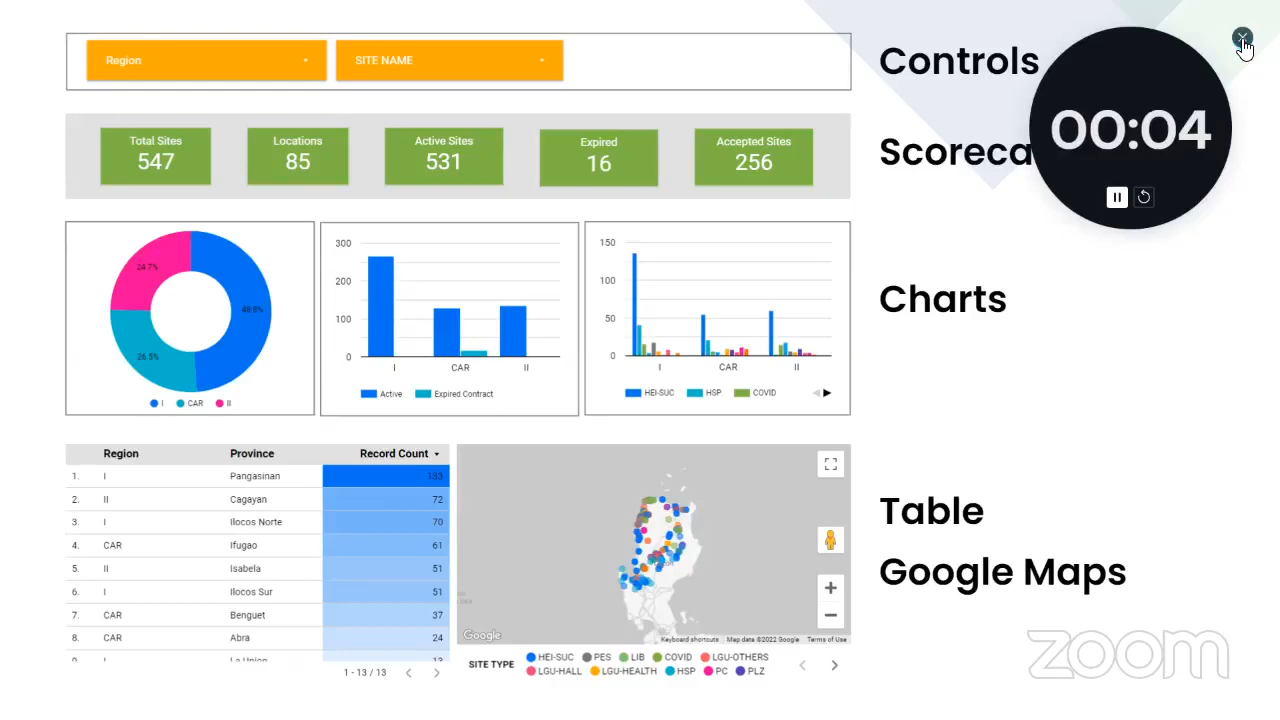 Region
SITE NAME
Controls
00:04
Total Sites
547
Locations
85
Active Sites
531
Expired
16
Accepted Sites
256
Scoreca
24.7%
48.8%
26.5%
I CAR II
300
200
100
0
I CAR II
Active Expired Contract
150
100
50
0
I CAR II
HEI-SUC HSP COVID
Charts
Region Province Record Count
1. I Pangasinan 133
2. II Cagayan 72
3. I Ilocos Norte 70
4. CAR Ifugao 61
5. II Isabela 51
6. I Ilocos Sur 51
7. CAR Benguet 37
8. CAR Abra 24
9. I La Union 13
1 - 13 / 13
Google
Keyboard shortcuts Map data ©2022 Google Terms of Use
SITE TYPE
HEI-SUC PES LIB COVID LGU-OTHERS
LGU-HALL LGU-HEALTH HSP PC PLZ
Table
Google Maps
zoom